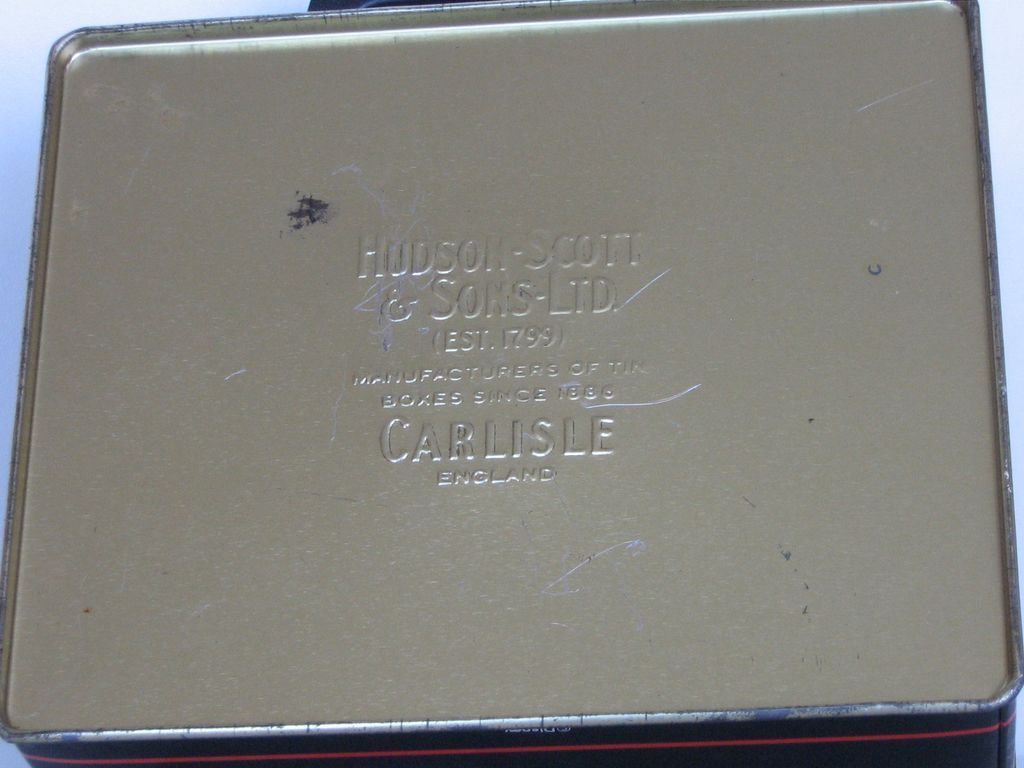 HUDSON-SCOTT
& SONS-LTD
(EST. 1799)
MANUFACTURERS OF TIN
BOXES SINCE 1886
CARLISLE
ENGLAND